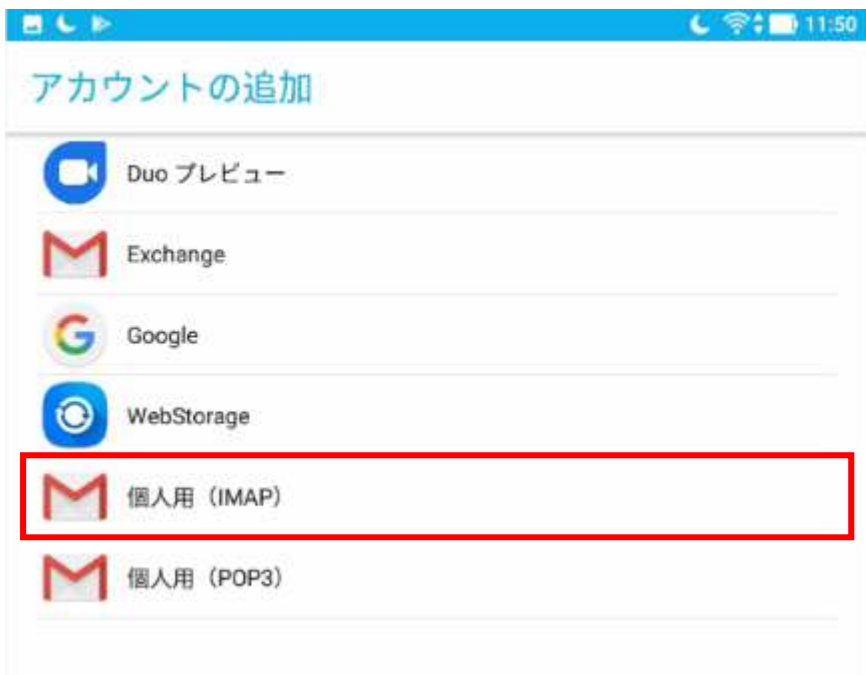 11:50
アカウントの追加
Duo プレビュー
Exchange
Google
WebStorage
個人用（IMAP）
個人用（POP3）